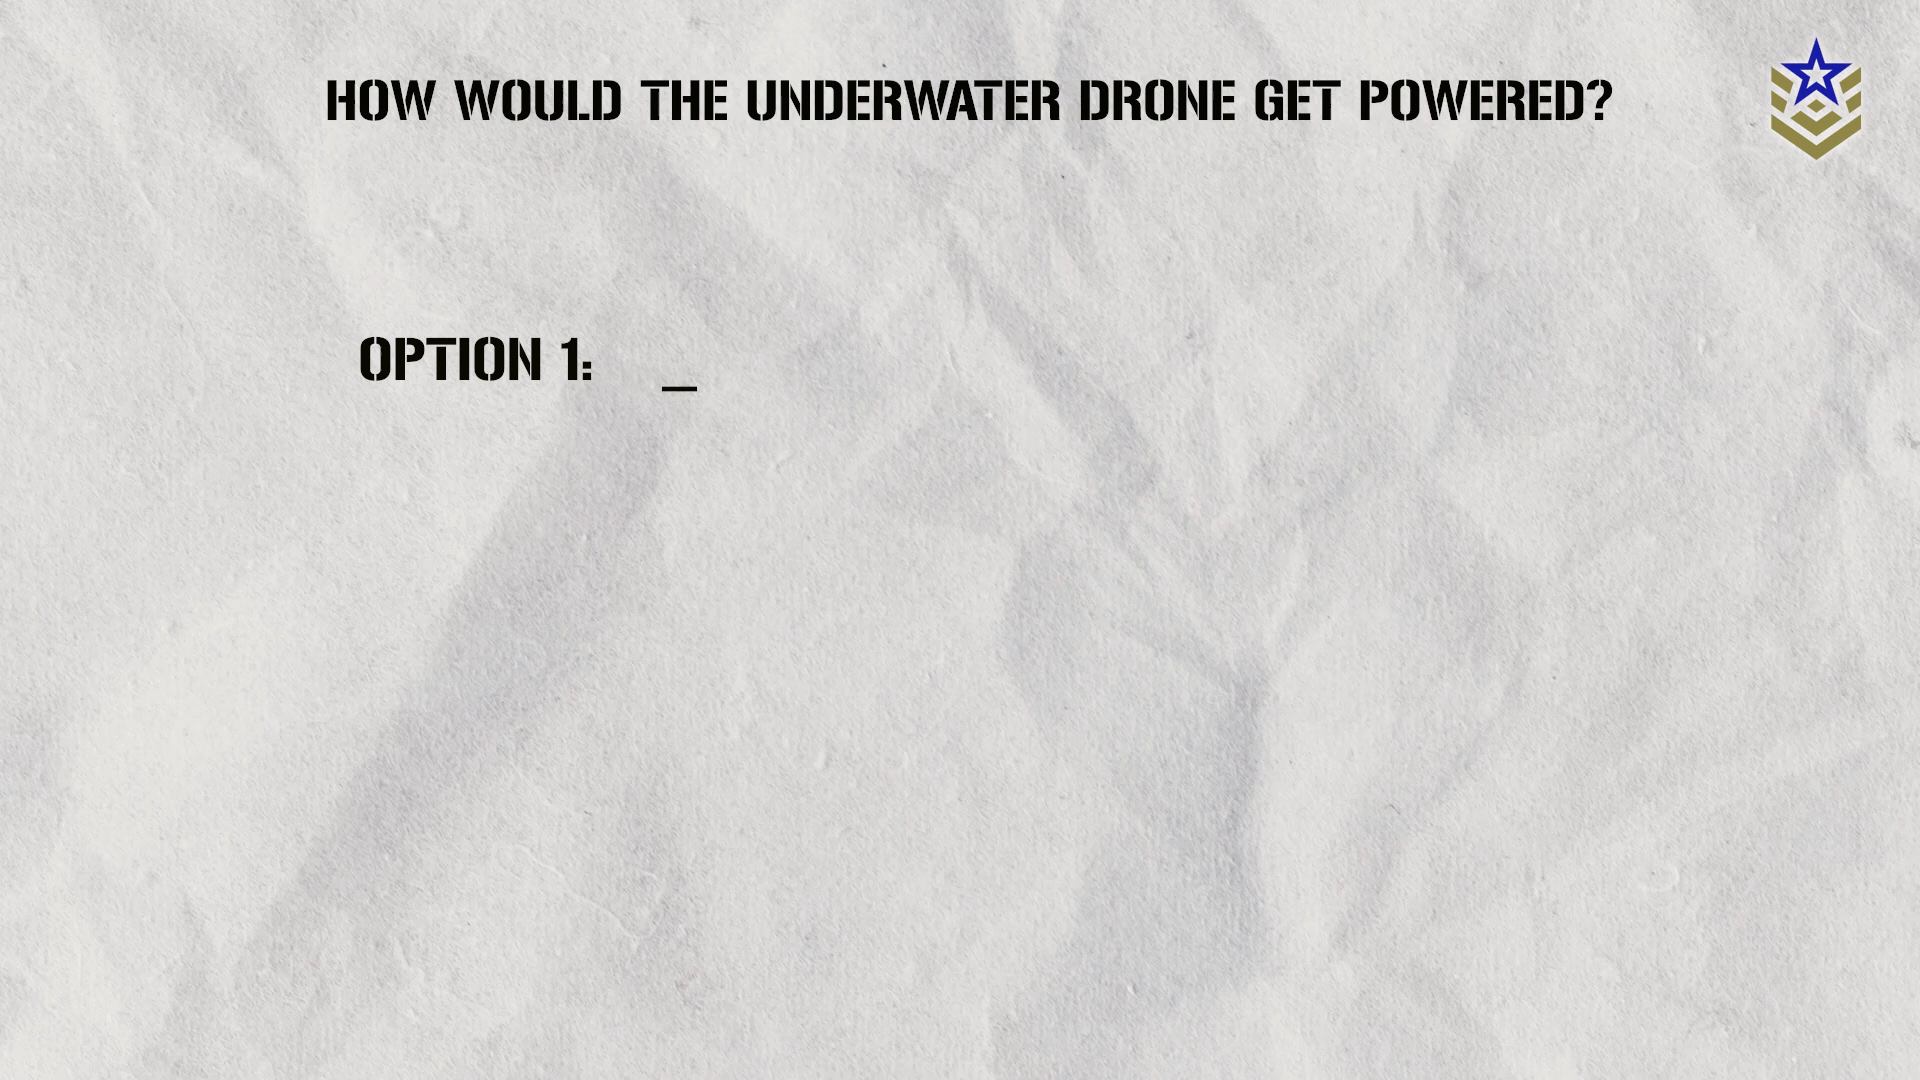 HOW WOULD THE UNDERWATER DRONE GET POWERED?
OPTION 1: _